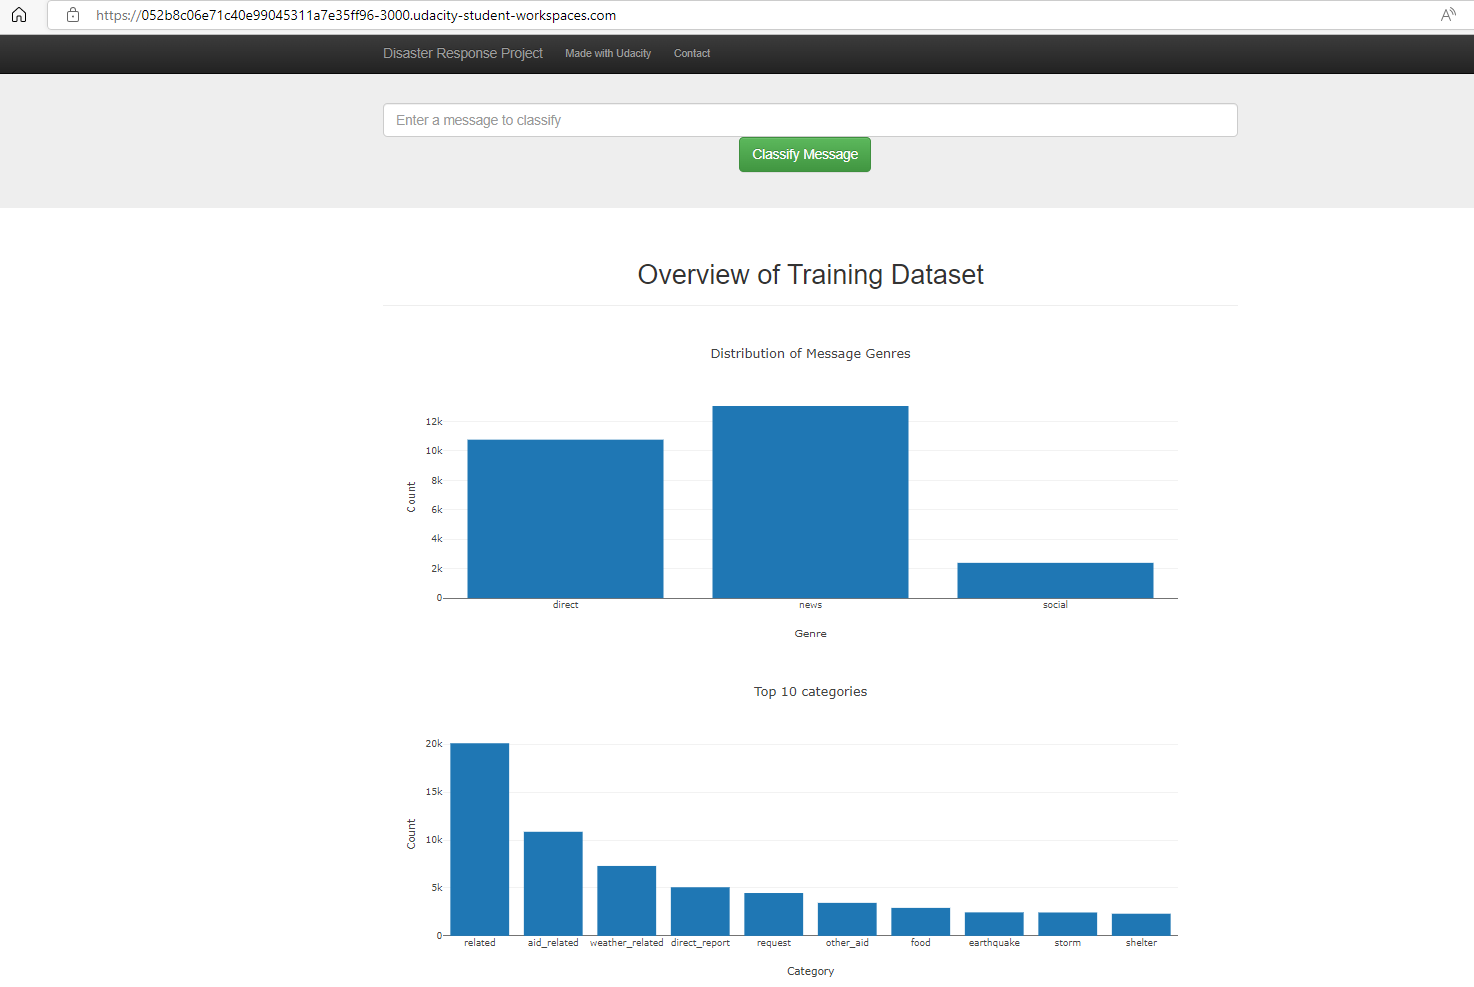 https://052b8c06e71c40e99045311a7e35ff96-3000.udacity-student-workspaces.com
A
Disaster Response Project Made with Udacity Contact
Enter a message to classify
Classify Message
Overview of Training Dataset
Distribution of Message Genres
12k
10k
8k
6k
4k
2k
0
Count
direct news social
Genre
Top 10 categories
20k
15k
10k
5k
0
Count
related aid_related weather_related direct_report request other_aid food earthquake storm shelter
Category